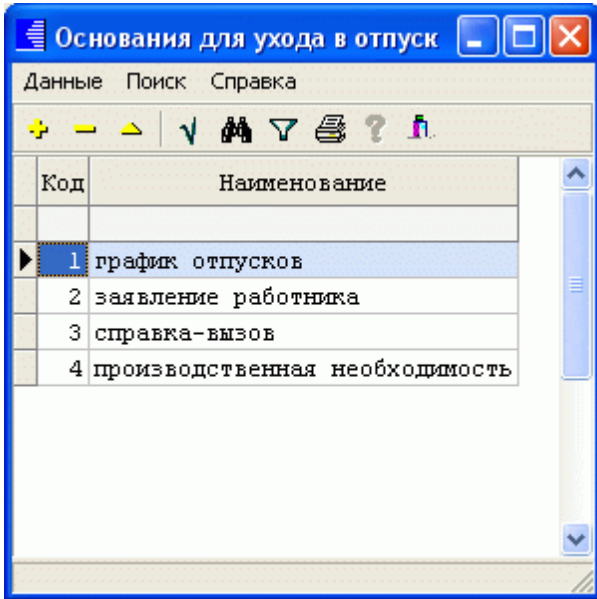 Основания для ухода в отпуск
Данные Поиск Справка
Код Наименование
1 график отпусков
2 заявление работника
3 справка-вызов
4 производственная необходимость